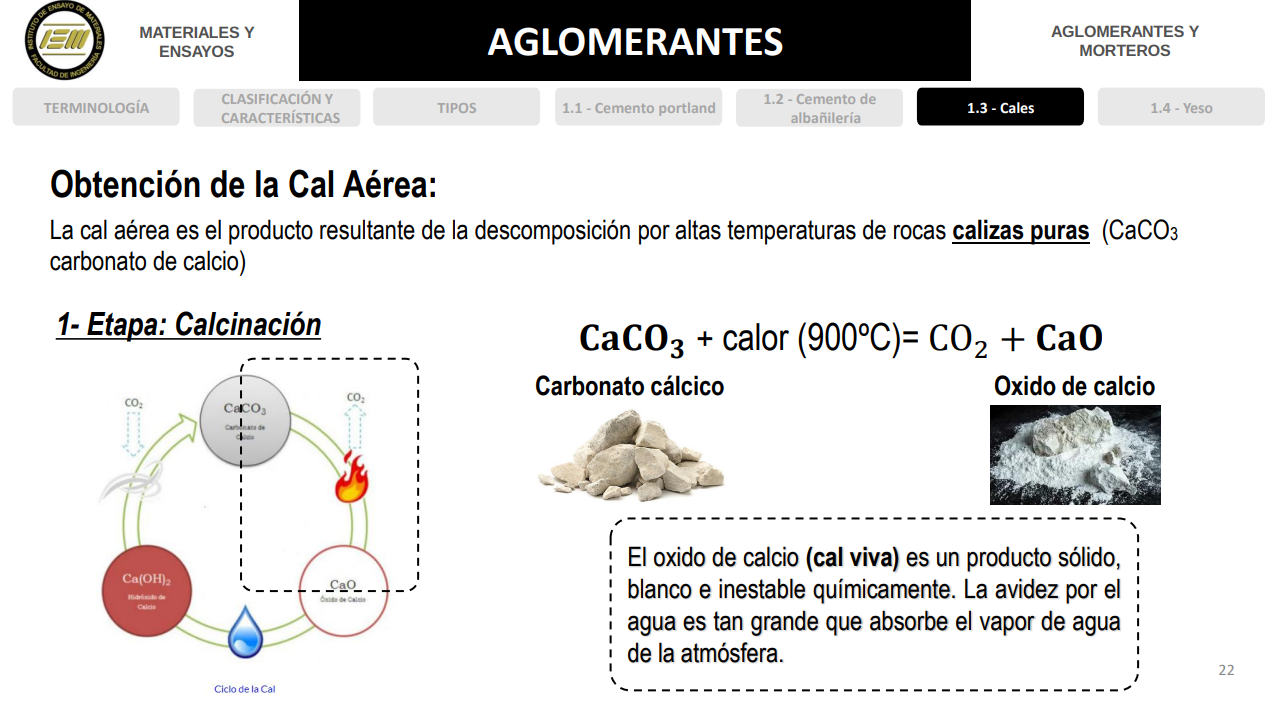 INSTITUTO DE ENSAYO DE MATERIALES
IEM
FACULTAD DE INGENIERÍA
MATERIALES Y
ENSAYOS
AGLOMERANTES
AGLOMERANTES Y
MORTEROS
TERMINOLOGÍA
CLASIFICACIÓN Y
CARACTERÍSTICAS
TIPOS
1.1 - Cemento portland
1.2 - Cemento de
albañilería
1.3 - Cales
1.4 - Yeso
Obtención de la Cal Aérea:
La cal aérea es el producto resultante de la descomposición por altas temperaturas de rocas calizas puras (CaCO3
carbonato de calcio)
1- Etapa: Calcinación
CaCO₃ + calor (900ºC)= CO₂ + CaO
Carbonato cálcico
Oxido de calcio
CO₂
CaCO₃
Carbonato de
Calcio
CO₂
Ca(OH)₂
Hidróxido de
Calcio
CaO
Óxido de Calcio
Ciclo de la Cal
El oxido de calcio (cal viva) es un producto sólido,
blanco e inestable químicamente. La avidez por el
agua es tan grande que absorbe el vapor de agua
de la atmósfera.
22